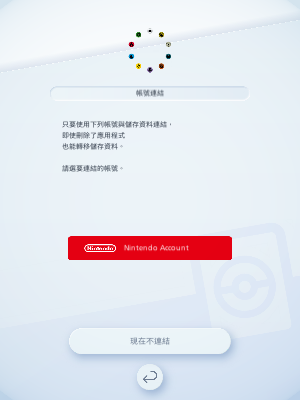 帳號連結
只要使用下列帳號與儲存資料連結，
即使刪除了應用程式
也能轉移儲存資料。
請選要連結的帳號。
Nintendo Nintendo Account
現在不連結